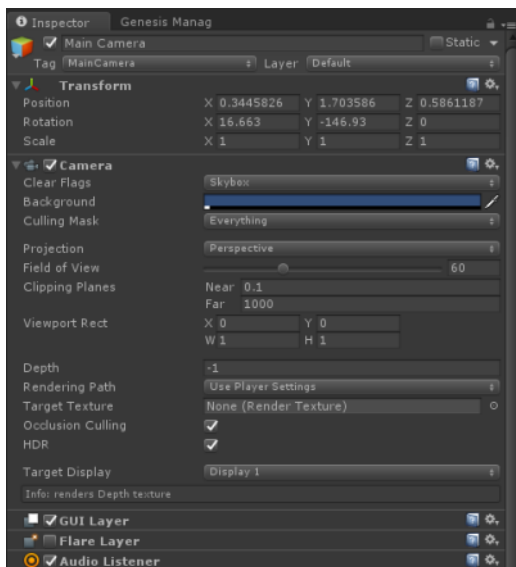 Inspector Genesis Manag
Main Camera Static
Tag MainCamera Layer Default
Transform
Position X 0.3445826 Y 1.703586 Z 0.5861187
Rotation X 16.663 Y -146.93 Z 0
Scale X 1 Y 1 Z 1
Camera
Clear Flags Skybox
Background
Culling Mask Everything
Projection Perspective
Field of View 60
Clipping Planes Near 0.1
Far 1000
Viewport Rect X 0 Y 0
W 1 H 1
Depth -1
Rendering Path Use Player Settings
Target Texture None (Render Texture)
Occlusion Culling
HDR
Target Display Display 1
Info: renders Depth texture
GUI Layer
Flare Layer
Audio Listener